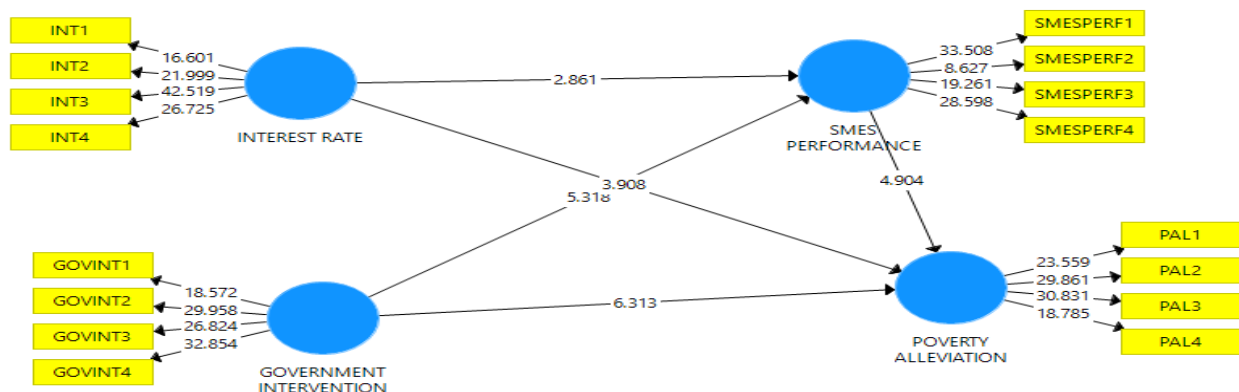 INT1
INT2
INT3
INT4
16.601
21.999
42.519
26.725
INTEREST RATE
2.861
SMESPERF1
SMESPERF2
SMESPERF3
SMESPERF4
33.508
8.627
19.261
28.598
SMES
PERFORMANCE
3.908
5.318
4.904
GOVINT1
GOVINT2
GOVINT3
GOVINT4
18.572
29.958
26.824
32.854
GOVERNMENT
INTERVENTION
6.313
PAL1
PAL2
PAL3
PAL4
23.559
29.861
30.831
18.785
POVERTY
ALLEVIATION